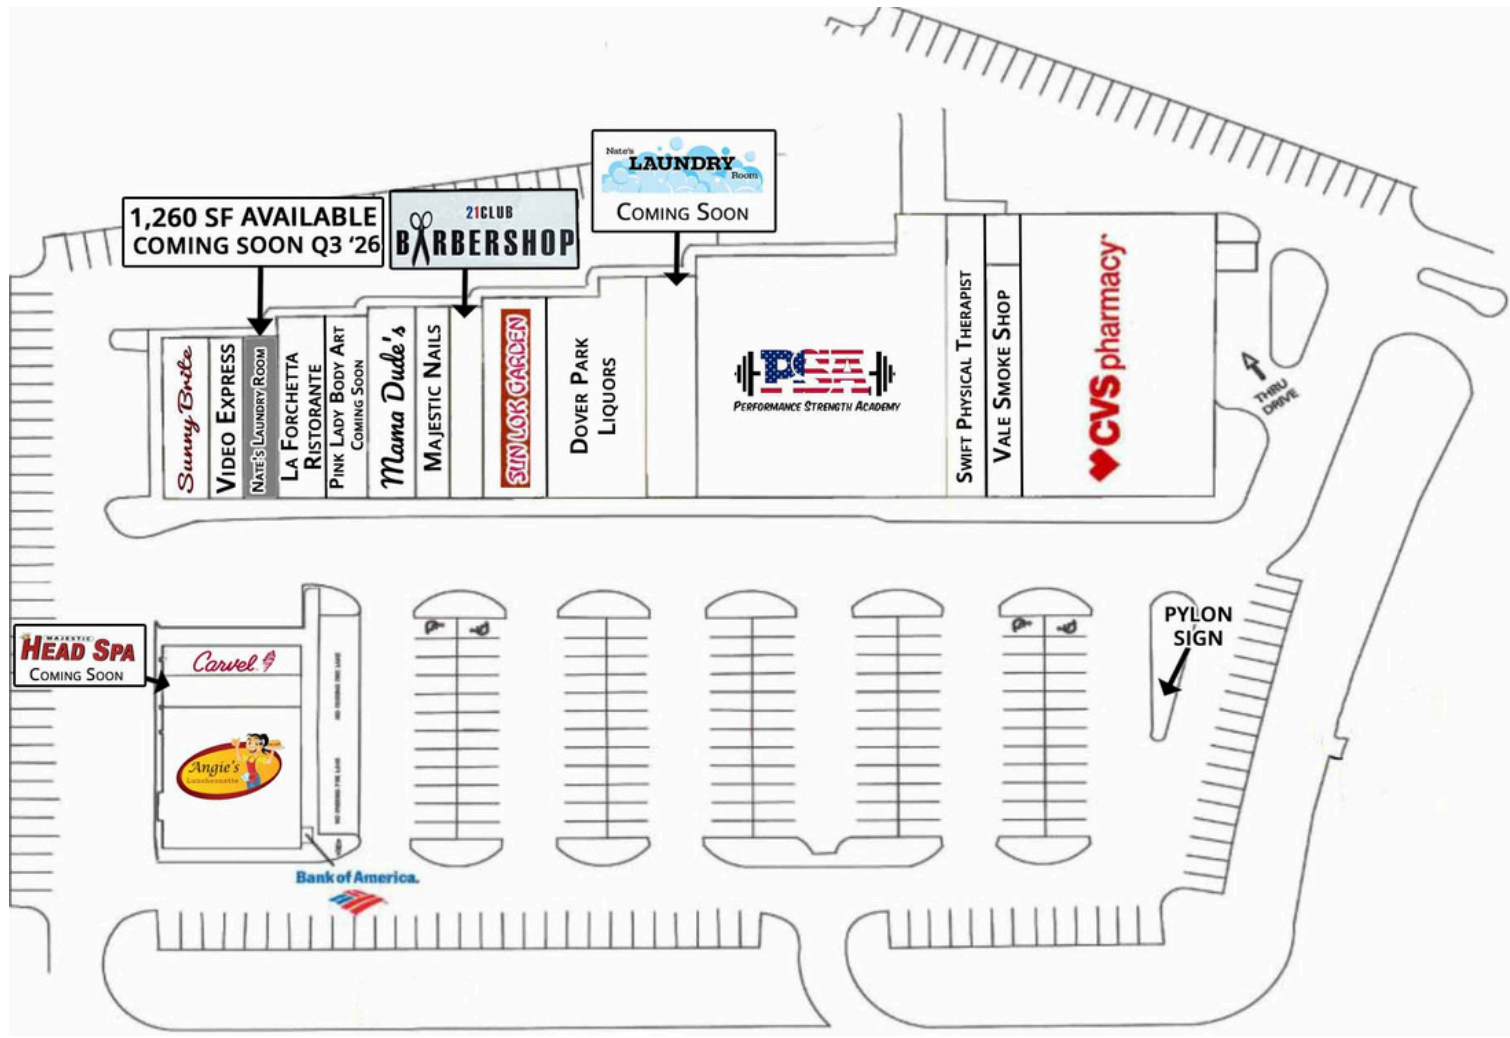 Nate's
LAUNDRY
Room
COMING SOON
1,260 SF AVAILABLE
COMING SOON Q3 '26
21CLUB
BARBERSHOP
Sunny Brite
VIDEO EXPRESS
NATE'S LAUNDRY ROOM
LA FORCHETTA
RISTORANTE
PINK LADY BODY ART
COMING SOON
Mama Dude's
MAJESTIC NAILS
SUN LOK GARDEN
DOVER PARK
LIQUORS
PSA
PERFORMANCE STRENGTH ACADEMY
SWIFT PHYSICAL THERAPIST
VALE SMOKE SHOP
CVS pharmacy
THRU
DRIVE
MAJESTIC
HEAD SPA
COMING SOON
Carvel
Angie's
Luncheonette
Bank of America.
PYLON
SIGN